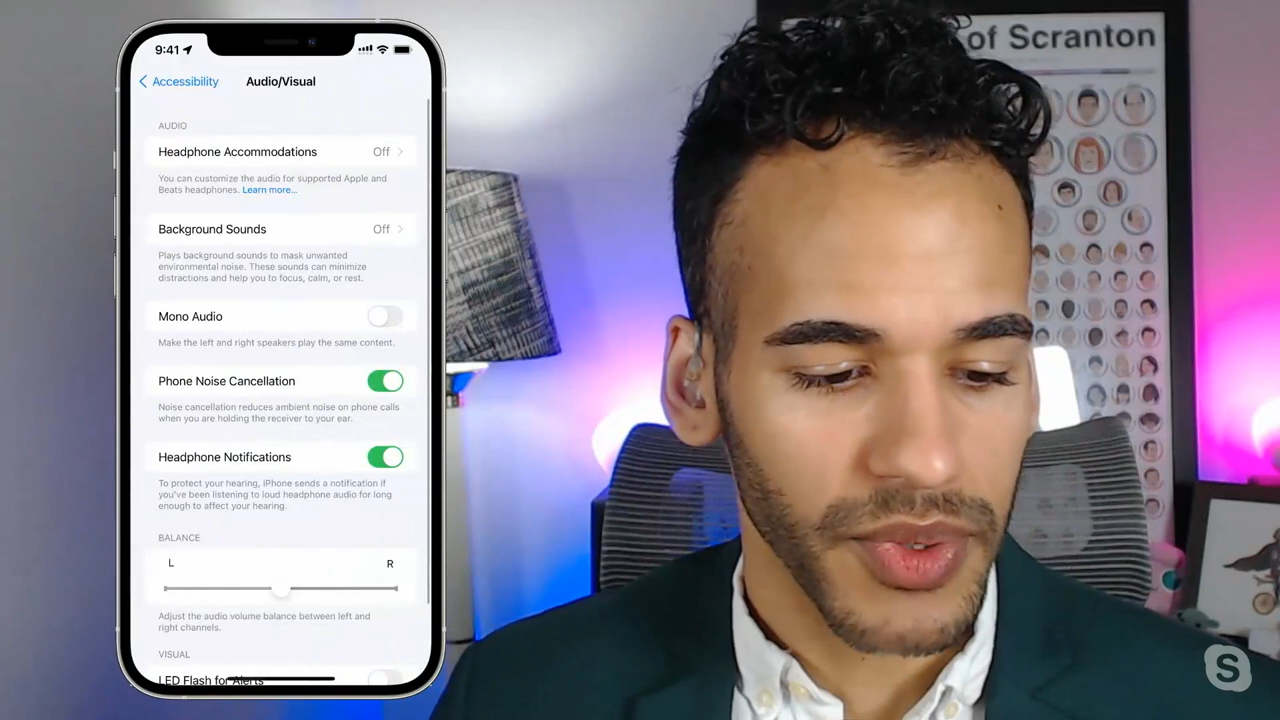 9:41
Accessibility
Audio/Visual
AUDIO
Headphone Accommodations Off
You can customize the audio for supported Apple and
Beats headphones. Learn more...
Background Sounds Off
Plays background sounds to mask unwanted
environmental noise. These sounds can minimize
distractions and help you to focus, calm, or rest.
Mono Audio
Make the left and right speakers play the same content.
Phone Noise Cancellation
Noise cancellation reduces ambient noise on phone calls
when you are holding the receiver to your ear.
Headphone Notifications
To protect your hearing, iPhone sends a notification if
you've been listening to loud headphone audio for long
enough to affect your hearing.
BALANCE
L R
Adjust the audio volume balance between left and
right channels.
VISUAL
LED Flash for Alerts
of Scranton
S